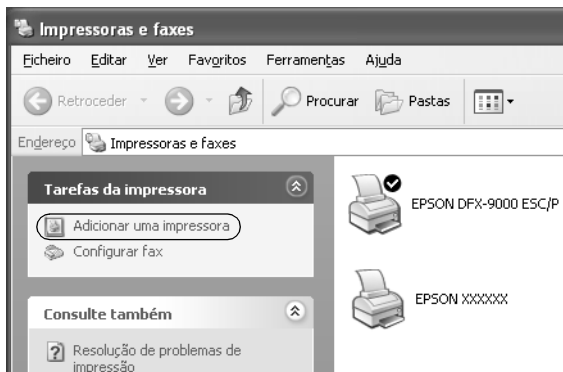 Impressoras e faxes
Ficheiro Editar Ver Favoritos Ferramentas Ajuda
Retroceder Procurar Pastas
Endereço Impressoras e faxes
Tarefas da impressora
Adicionar uma impressora
Configurar fax
Consulte também
Resolução de problemas de
impressão
EPSON DFX-9000 ESC/P
EPSON XXXXXX